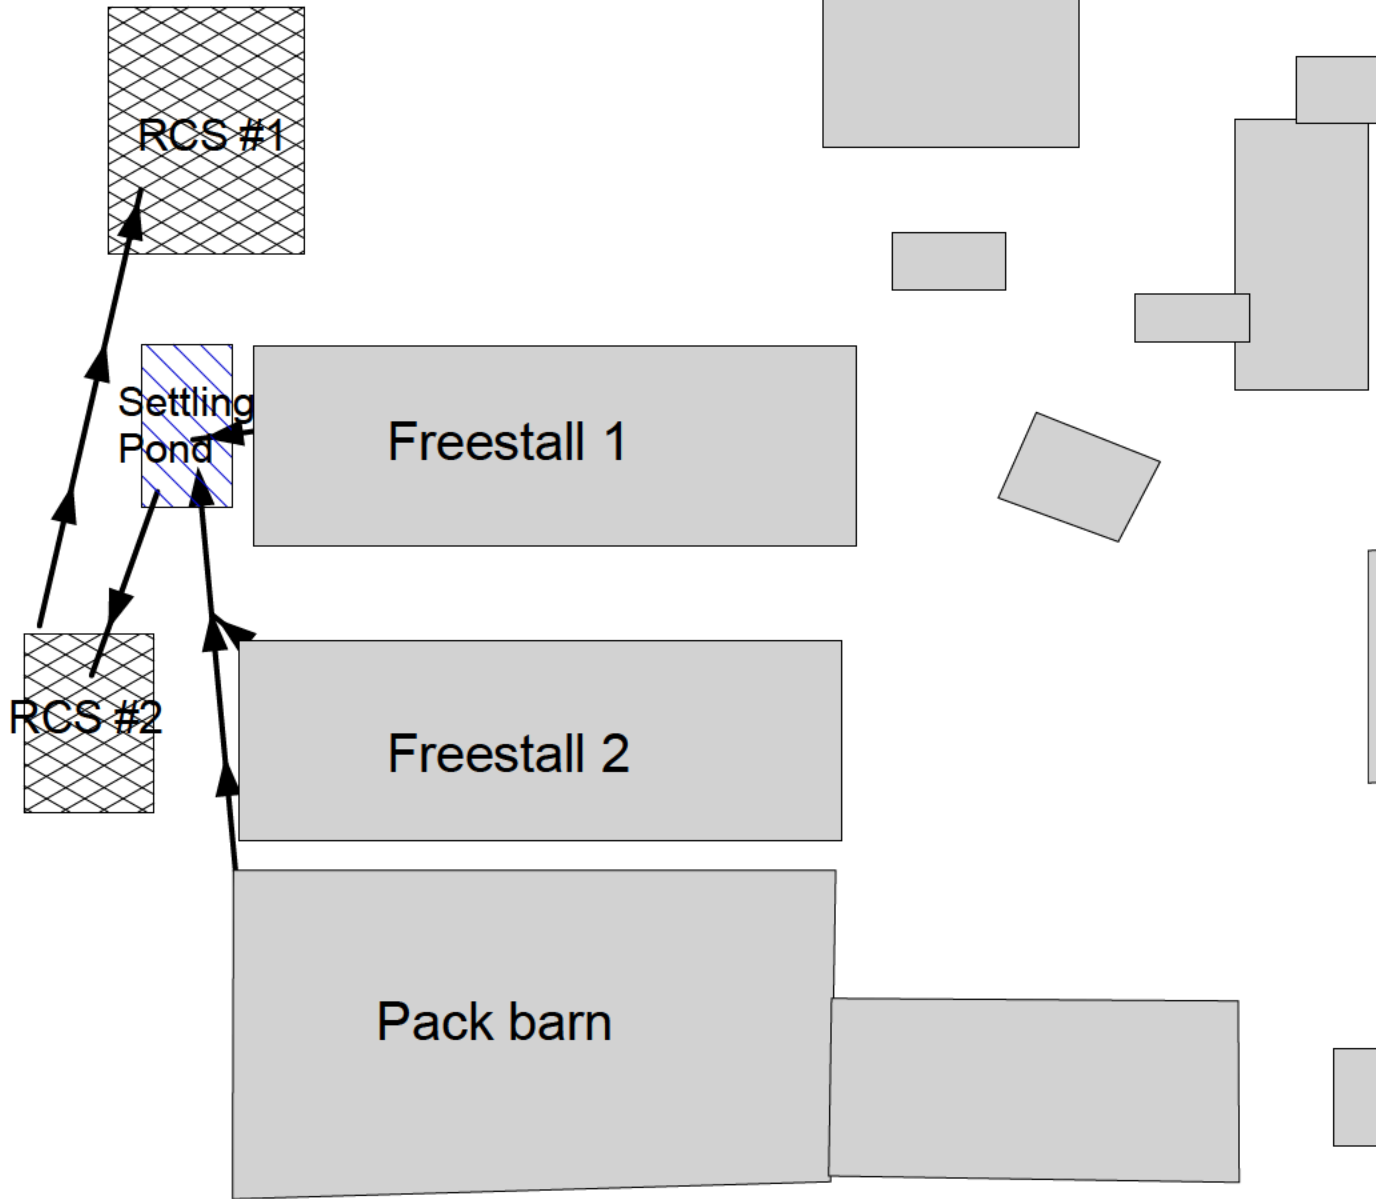 RCS #1
Settling
Pond
Freestall 1
RCS #2
Freestall 2
Pack barn